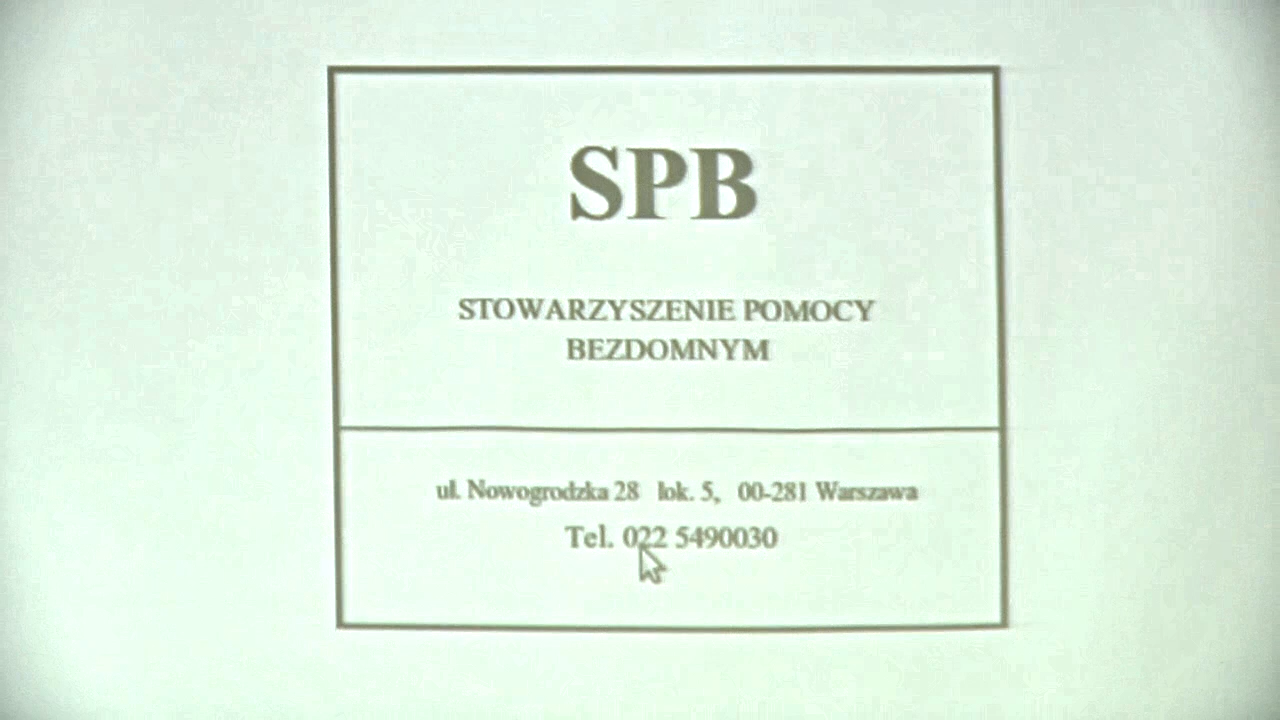 SPB
STOWARZYSZENIE POMOCY
BEZDOMNYM
ul. Nowogrodzka 28 lok. 5, 00-281 Warszawa
Tel. 022 5490030